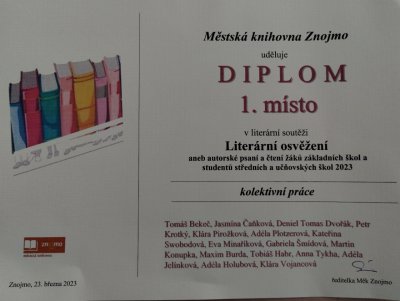 Městská knihovna Znojmo
uděluje
DIPLOM
1. místo
v literární soutěži
Literární osvěžení
aneb autorské psaní a čtení žáků základních škol a
studentů středních a učňovských škol 2023
kolektivní práce
Tomáš Bekeč, Jasmína Čaňková, Deniel Tomas Dvořák, Petr
Krotký, Klára Pirožková, Adéla Plotzerová, Kateřina
Swobodová, Eva Minaříková, Gabriela Šmídová, Martin
Konupka, Maxim Burda, Tobiáš Habr, Anna Tykha, Adéla
Jelínková, Adéla Holubová, Klára Vojancová
znojmo
městská knihovna
Znojmo, 23. března 2023
ředitelka Měk Znojmo